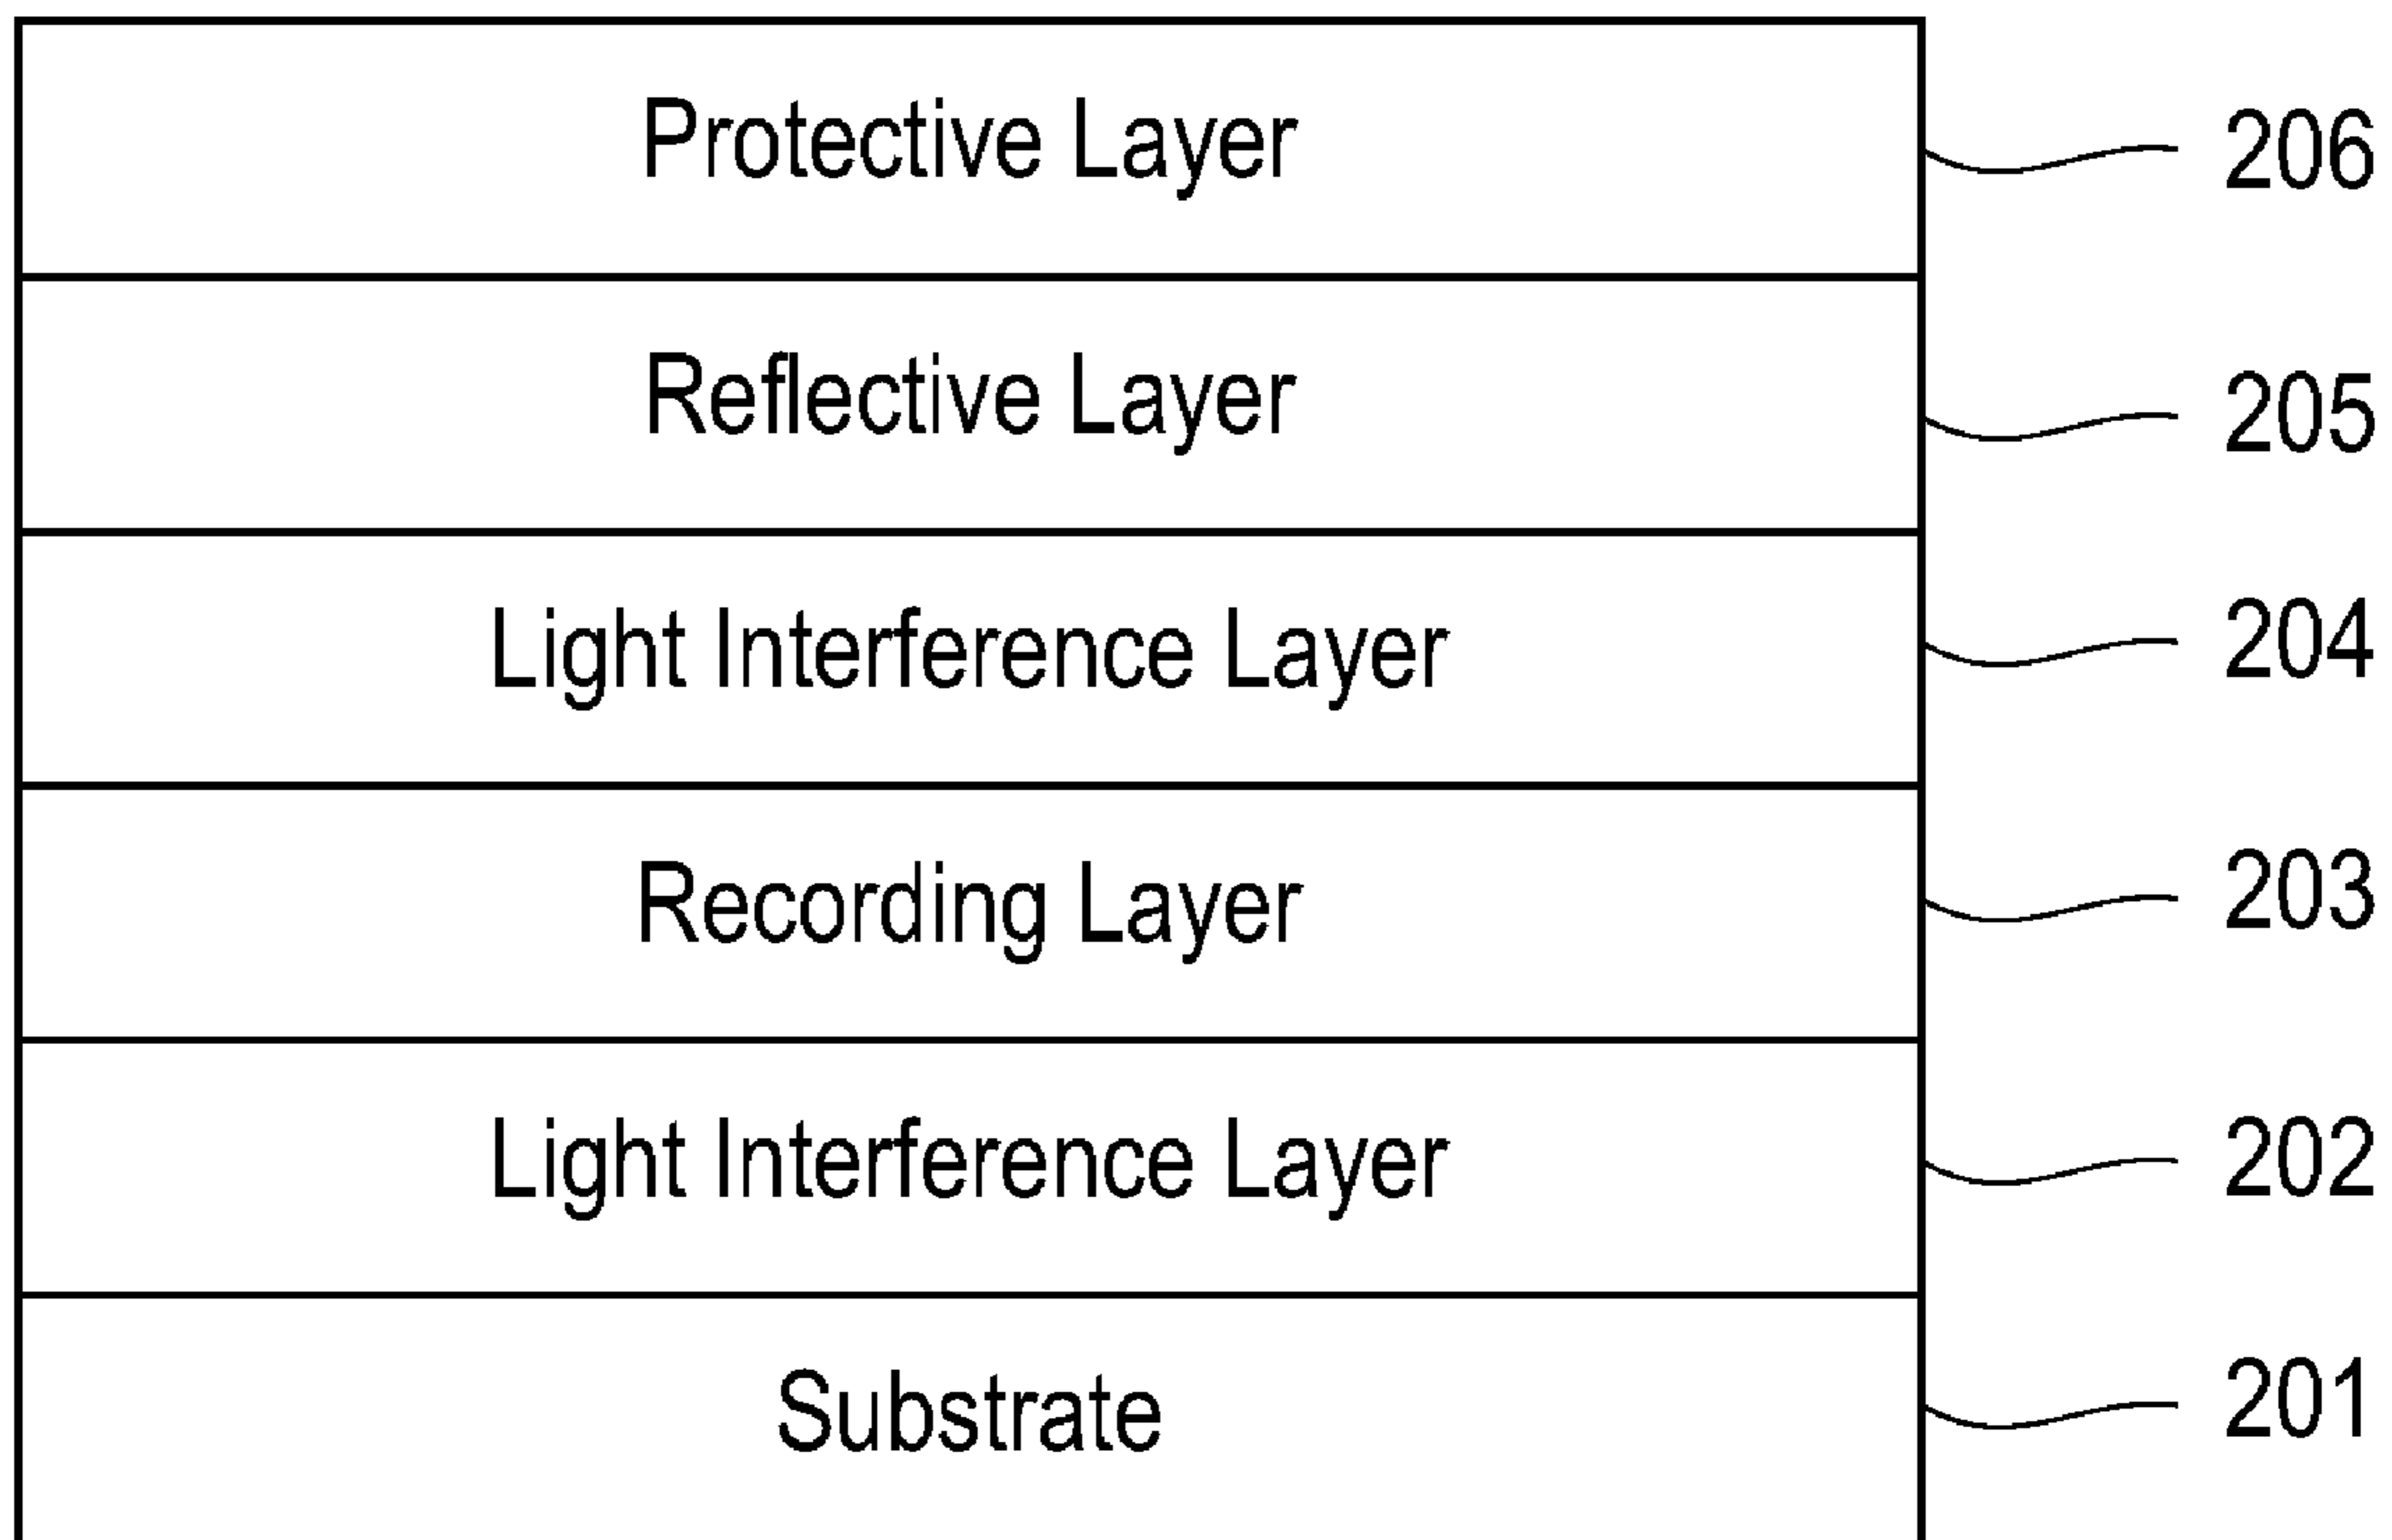 Protective Layer 206
Reflective Layer 205
Light Interference Layer 204
Recording Layer 203
Light Interference Layer 202
Substrate 201